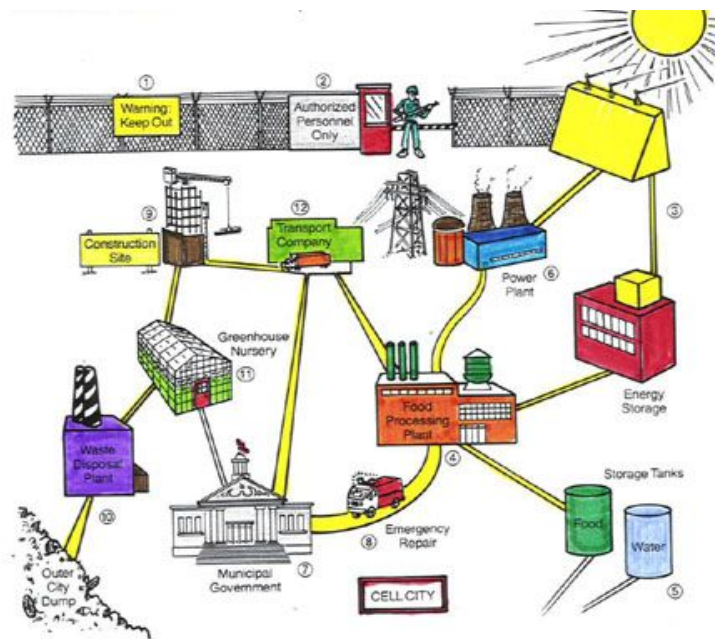 ①
Warning:
Keep Out
②
Authorized
Personnel
Only
③
⑨
Construction
Site
⑫
Transport
Company
Power
Plant
⑥
Greenhouse
Nursery
⑪
Energy
Storage
Food
Processing
Plant
④
Waste
Disposal
Plant
⑩
Storage Tanks
Food
Water
⑤
Emergency
Repair
⑧
Municipal
Government
⑦
Outer
City
Dump
CELL CITY